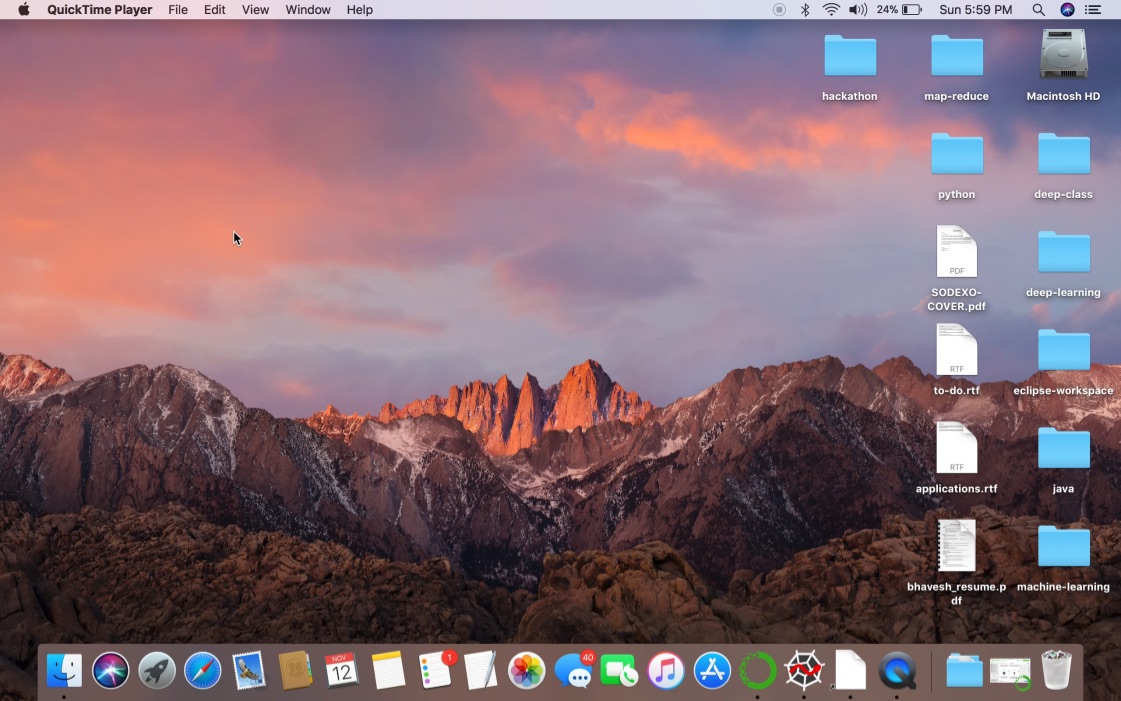 QuickTime Player File Edit View Window Help 24% Sun 5:59 PM
hackathon map-reduce Macintosh HD
python deep-class
PDF
SODEXO-
COVER.pdf
deep-learning
RTF
to-do.rtf eclipse-workspace
RTF
applications.rtf java
bhavesh_resume.p
df
machine-learning
NOV
12
1
40